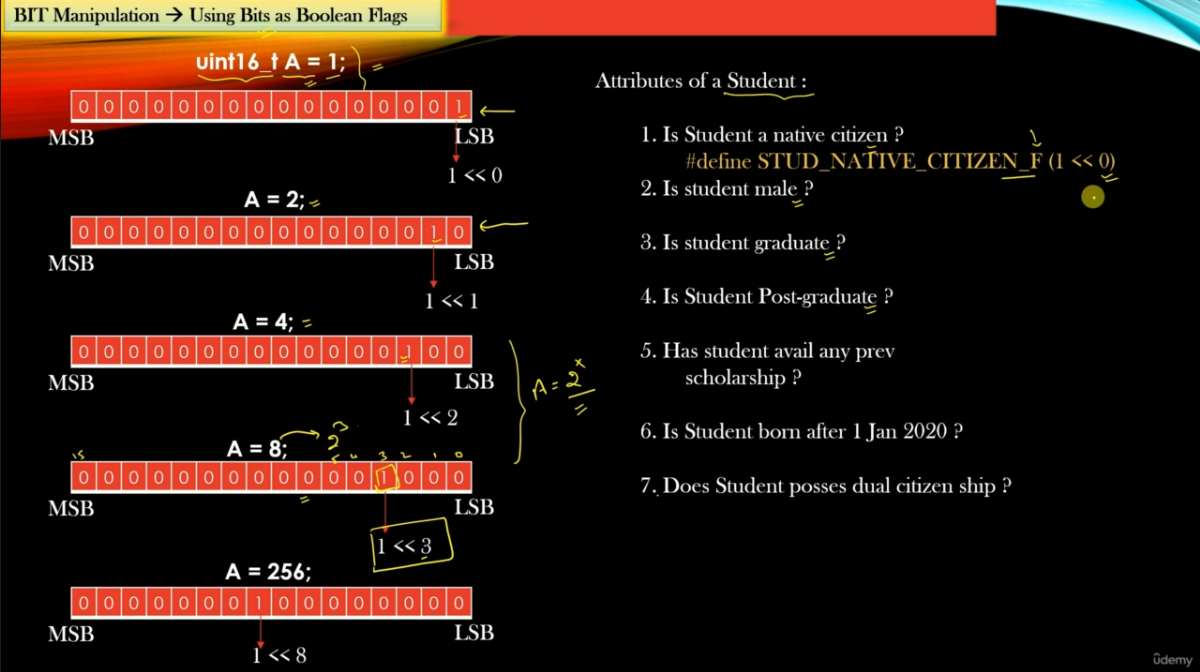 BIT Manipulation → Using Bits as Boolean Flags
uint16_t A = 1;
0 0 0 0 0 0 0 0 0 0 0 0 0 0 0 1
MSB LSB
1 << 0
A = 2;
0 0 0 0 0 0 0 0 0 0 0 0 0 0 1 0
MSB LSB
1 << 1
A = 4;
0 0 0 0 0 0 0 0 0 0 0 0 0 1 0 0
MSB LSB
1 << 2
A = 2^x
A = 8; 2^3
15 5 4 3 2 1 0
0 0 0 0 0 0 0 0 0 0 0 0 1 0 0 0
MSB LSB
1 << 3
A = 256;
0 0 0 0 0 0 0 1 0 0 0 0 0 0 0 0
MSB LSB
1 << 8
Attributes of a Student :
1. Is Student a native citizen ?
#define STUD_NATIVE_CITIZEN_F (1 << 0)
2. Is student male ?
3. Is student graduate ?
4. Is Student Post-graduate ?
5. Has student avail any prev
scholarship ?
6. Is Student born after 1 Jan 2020 ?
7. Does Student posses dual citizen ship ?
ûdemy